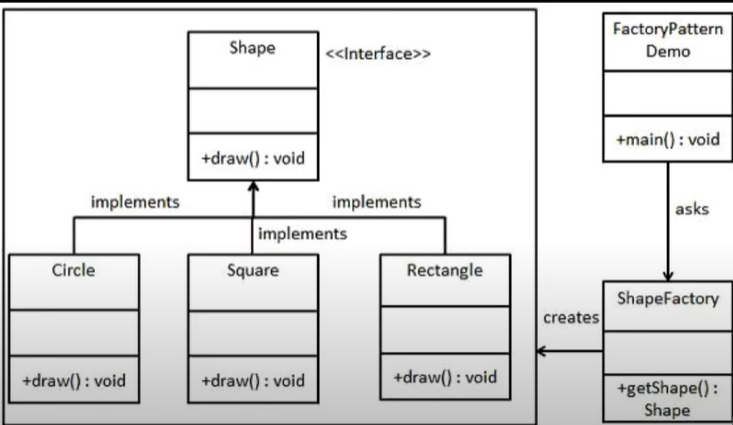 Shape
<<Interface>>
+draw() : void
FactoryPattern
Demo
+main() : void
implements
implements
implements
asks
Circle
+draw() : void
Square
+draw() : void
Rectangle
+draw() : void
creates
ShapeFactory
+getShape() :
Shape